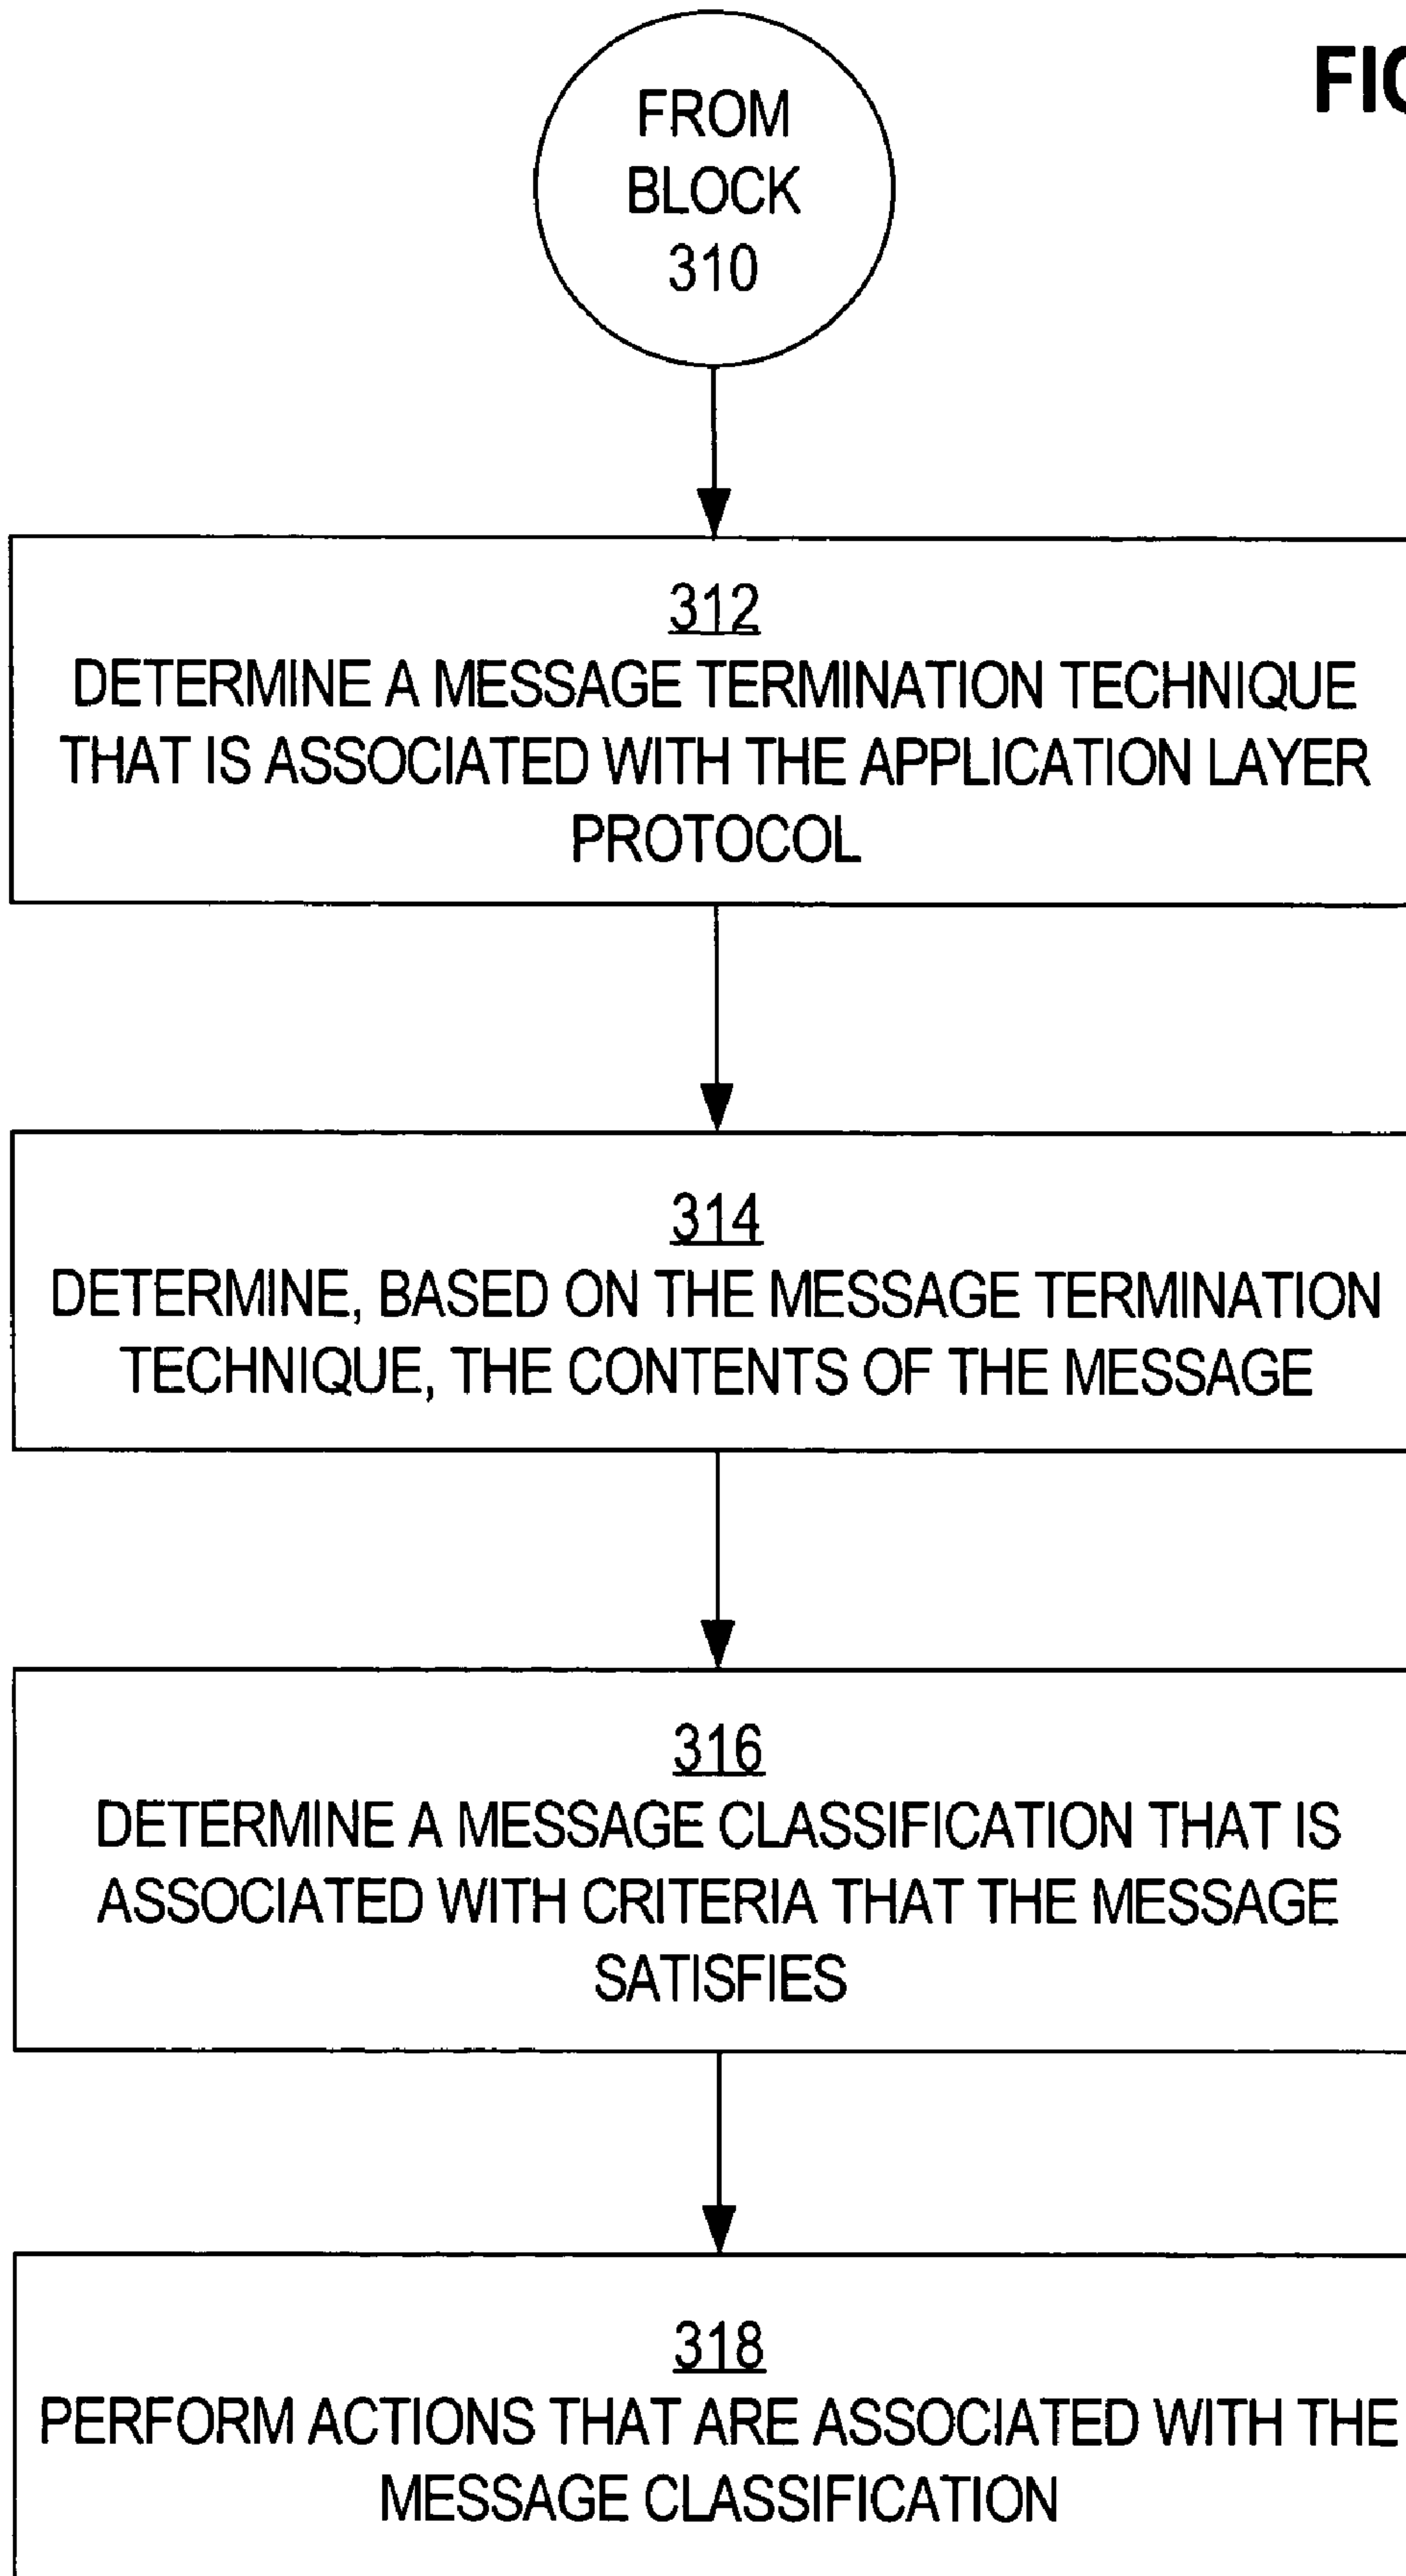 FROM
BLOCK
310
312
DETERMINE A MESSAGE TERMINATION TECHNIQUE
THAT IS ASSOCIATED WITH THE APPLICATION LAYER
PROTOCOL
314
DETERMINE, BASED ON THE MESSAGE TERMINATION
TECHNIQUE, THE CONTENTS OF THE MESSAGE
316
DETERMINE A MESSAGE CLASSIFICATION THAT IS
ASSOCIATED WITH CRITERIA THAT THE MESSAGE
SATISFIES
318
PERFORM ACTIONS THAT ARE ASSOCIATED WITH THE
MESSAGE CLASSIFICATION